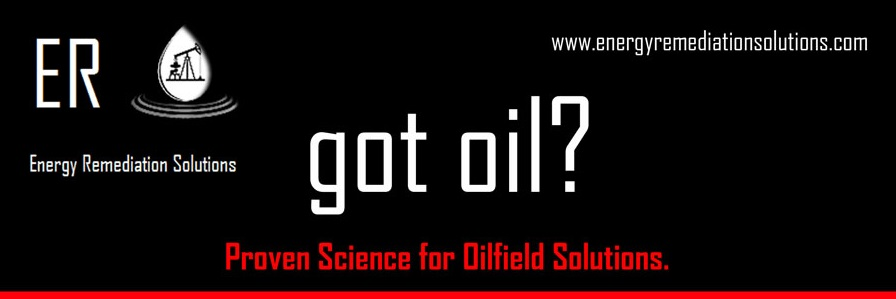 ER
www.energyremediationsolutions.com
Energy Remediation Solutions
got oil?
Proven Science for Oilfield Solutions.